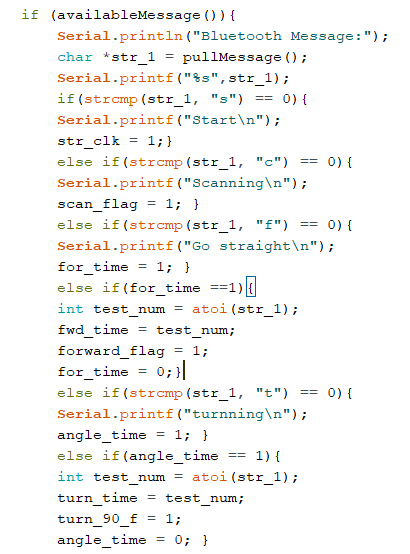 if (availableMessage()){
Serial.println("Bluetooth Message:");
char *str_1 = pullMessage();
Serial.printf("%s",str_1);
if(strcmp(str_1, "s") == 0){
Serial.printf("Start\n");
str_clk = 1;}
else if(strcmp(str_1, "c") == 0){
Serial.printf("Scanning\n");
scan_flag = 1; }
else if(strcmp(str_1, "f") == 0){
Serial.printf("Go straight\n");
for_time = 1; }
else if(for_time ==1){
int test_num = atoi(str_1);
fwd_time = test_num;
forward_flag = 1;
for_time = 0;}
else if(strcmp(str_1, "t") == 0){
Serial.printf("turnning\n");
angle_time = 1; }
else if(angle_time == 1){
int test_num = atoi(str_1);
turn_time = test_num;
turn_90_f = 1;
angle_time = 0; }